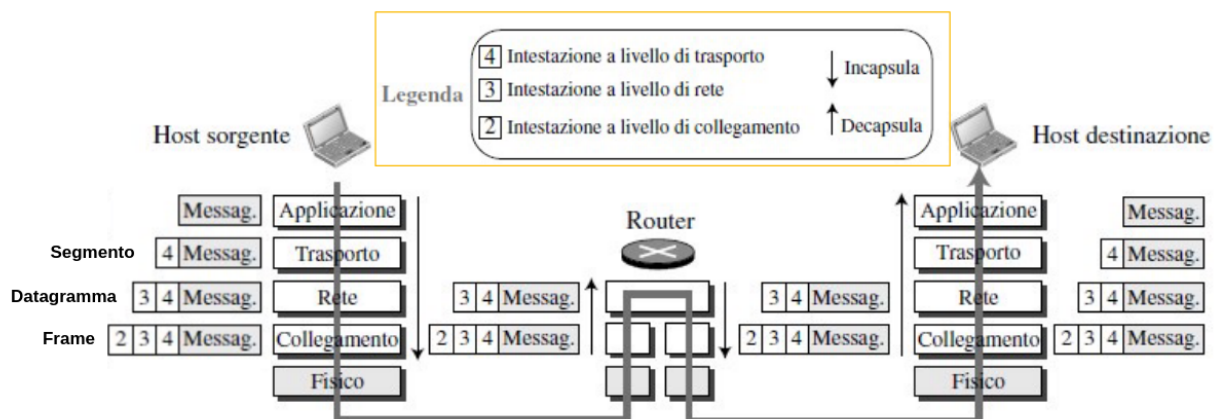 Legenda
4 Intestazione a livello di trasporto
3 Intestazione a livello di rete
2 Intestazione a livello di collegamento
Incapsula
Decapsula
Host sorgente
Host destinazione
Router
Messag. Applicazione
Segmento 4 Messag. Trasporto
Datagramma 3 4 Messag. Rete
Frame 2 3 4 Messag. Collegamento
Fisico
3 4 Messag.
2 3 4 Messag.
3 4 Messag.
2 3 4 Messag.
Applicazione Messag.
Trasporto 4 Messag.
Rete 3 4 Messag.
Collegamento 2 3 4 Messag.
Fisico